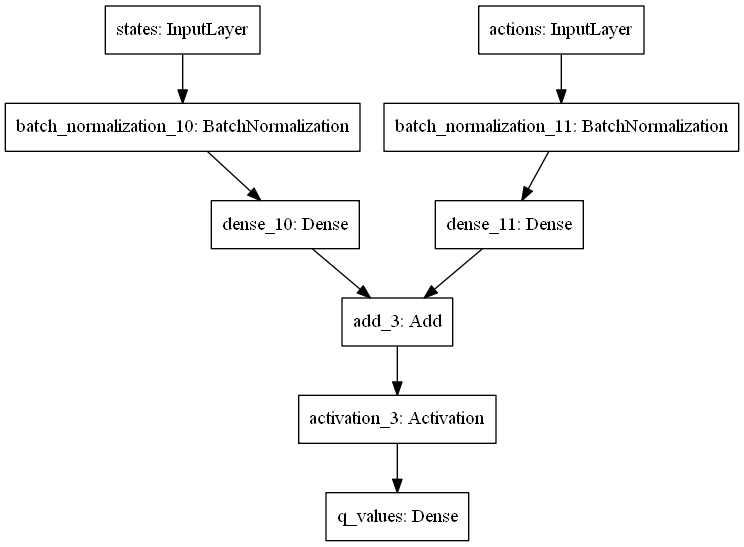 states: InputLayer
actions: InputLayer
batch_normalization_10: BatchNormalization
batch_normalization_11: BatchNormalization
dense_10: Dense
dense_11: Dense
add_3: Add
activation_3: Activation
q_values: Dense